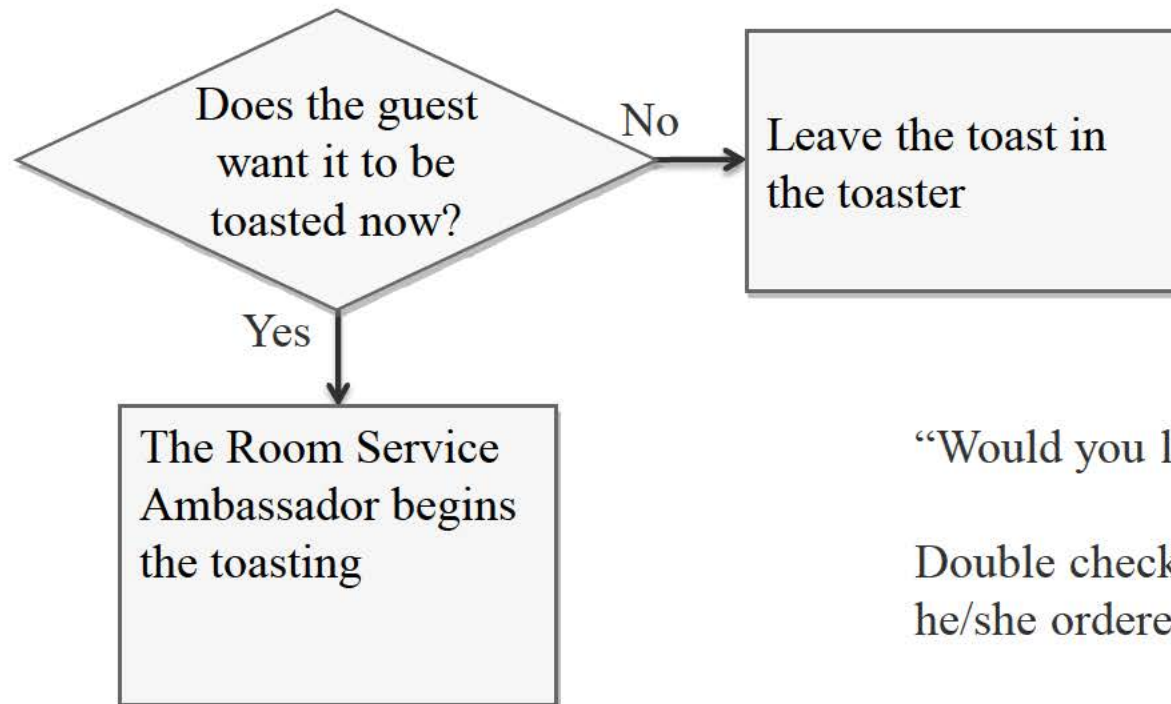 Does the guest
want it to be
toasted now?
No
Leave the toast in
the toaster
Yes
The Room Service
Ambassador begins
the toasting
“Would you
Double check
he/she